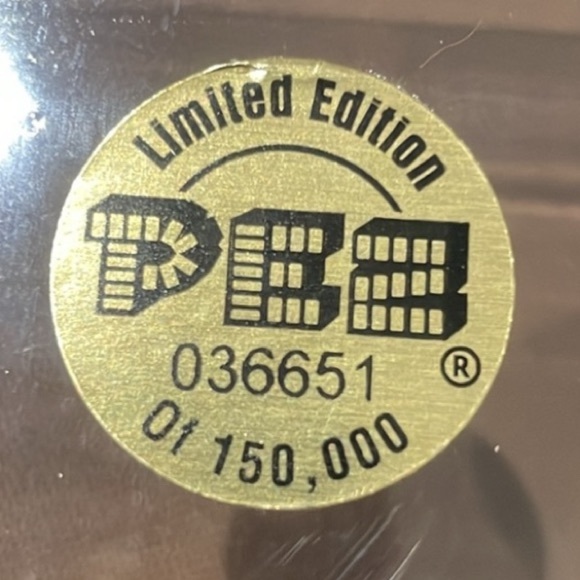 Limited Edition
PEZ
036651
®
Of 150,000